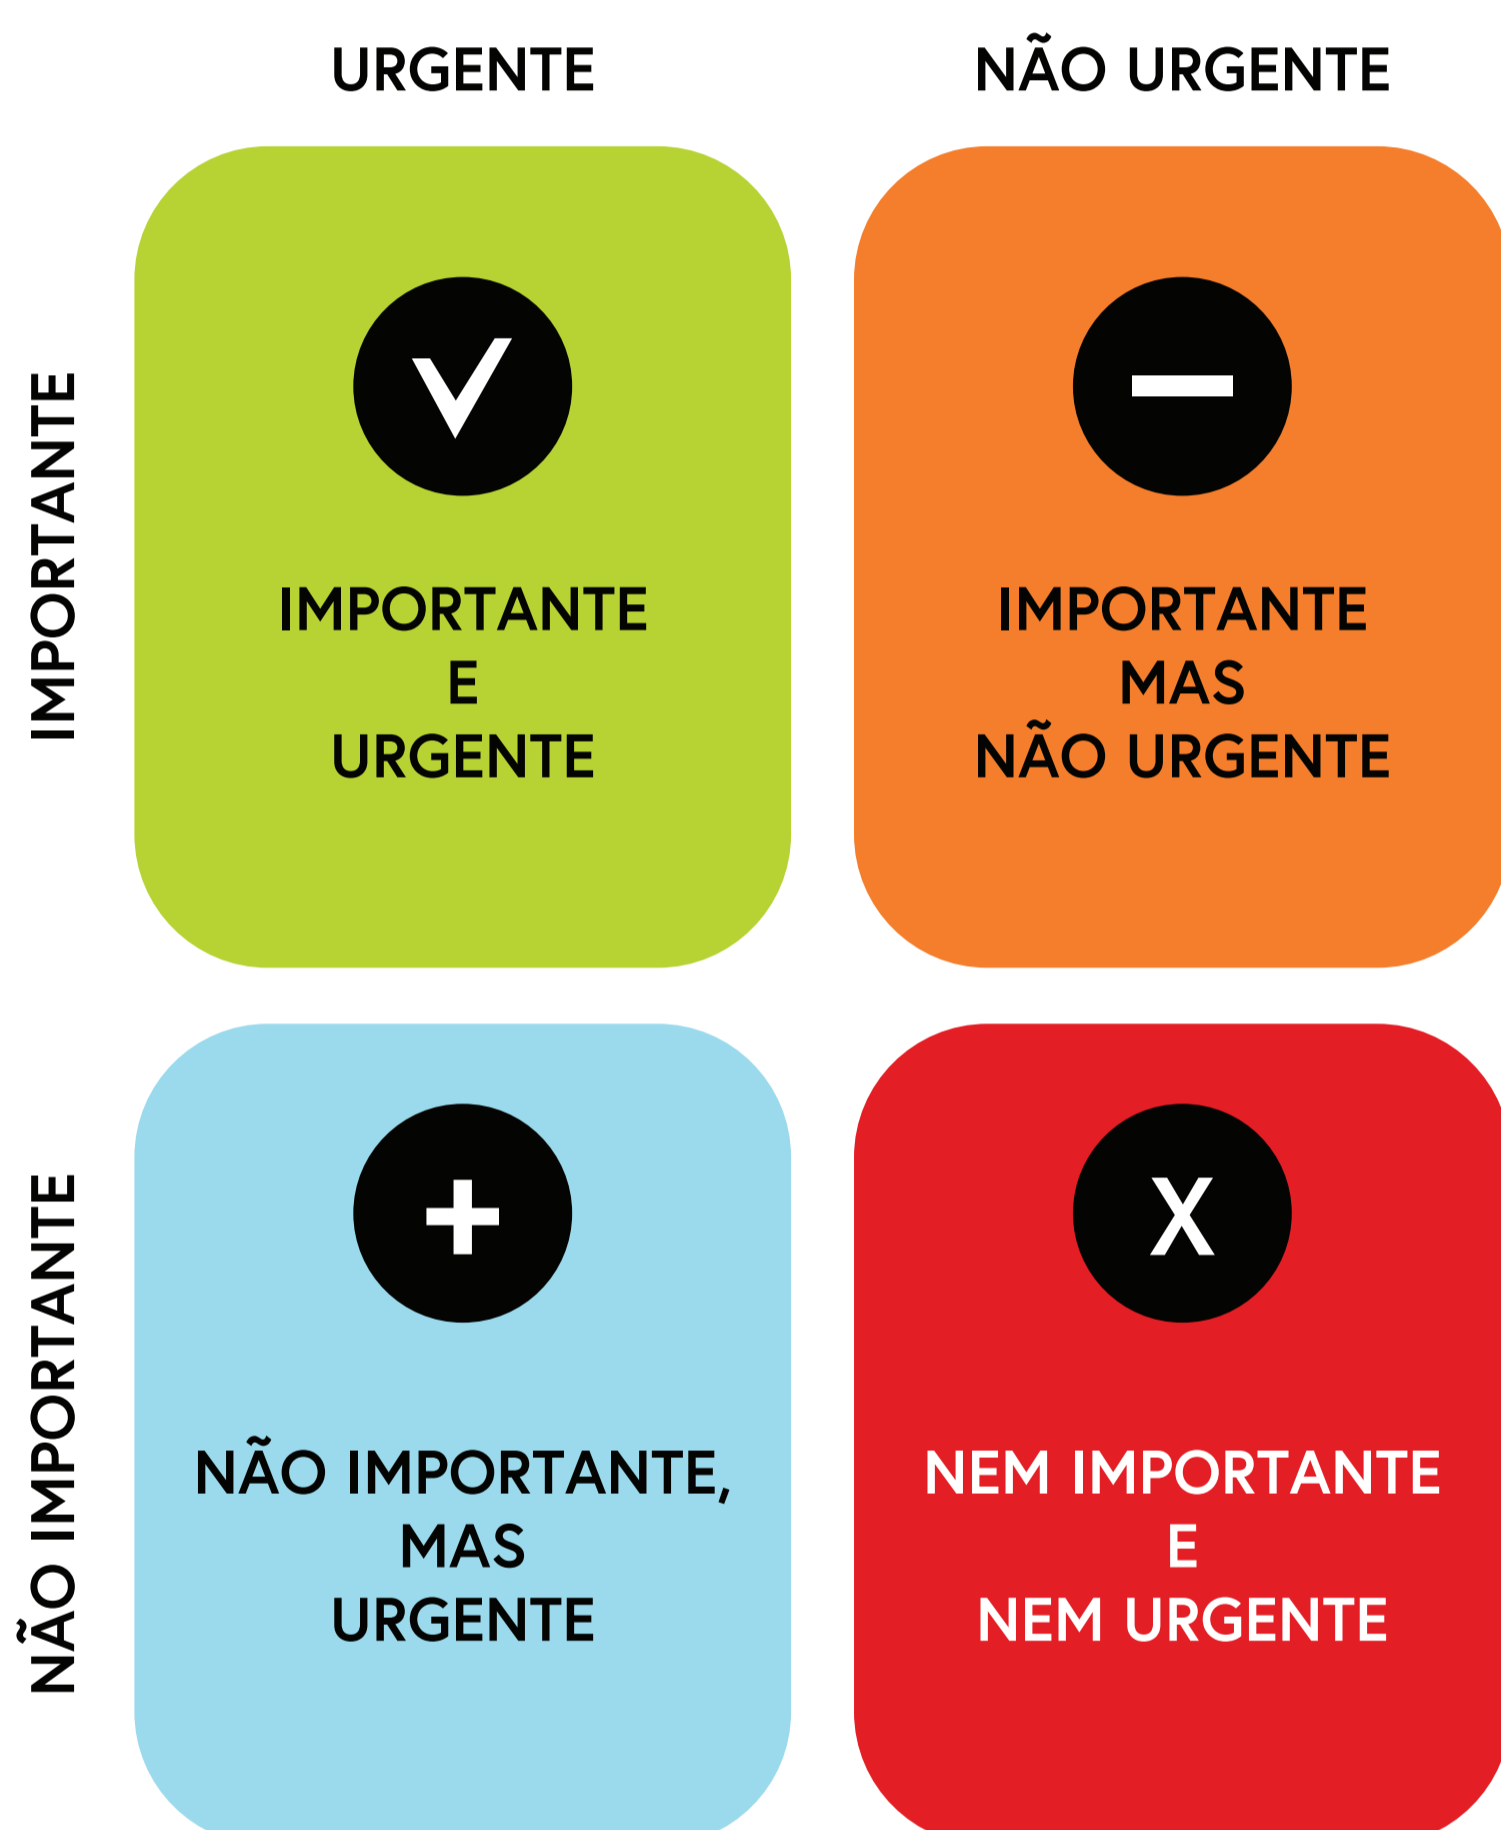 URGENTE
NÃO URGENTE
IMPORTANTE
IMPORTANTE
E
URGENTE
IMPORTANTE
MAS
NÃO URGENTE
NÃO IMPORTANTE
NÃO IMPORTANTE,
MAS
URGENTE
X
NEM IMPORTANTE
E
NEM URGENTE